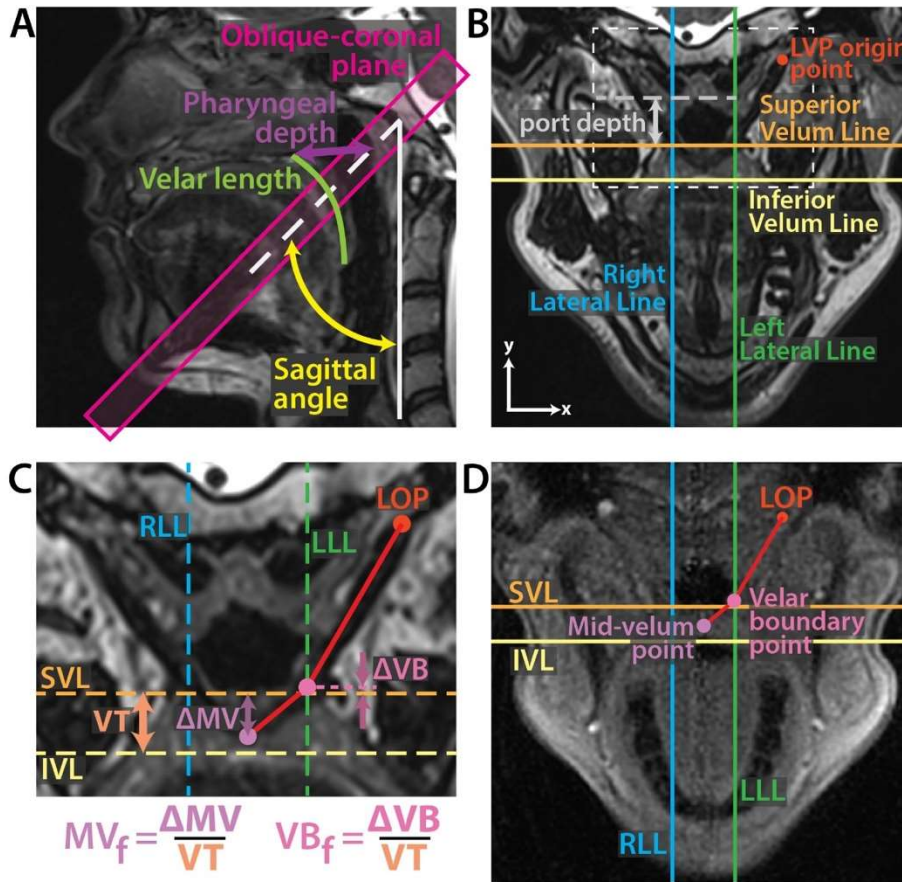 A
Oblique-coronal
plane
Pharyngeal
depth
Velar length
Sagittal
angle
B
LVP origin
point
Superior
Velum Line
port depth
Inferior
Velum Line
Right
Lateral Line
Left
Lateral Line
y
x
C
RLL
LOP
LLL
SVL
ΔVB
VT
ΔMV
IVL
MVf = ΔMV
VT
VBf = ΔVB
VT
D
LOP
SVL
Velar
boundary
point
Mid-velum
point
IVL
LLL
RLL